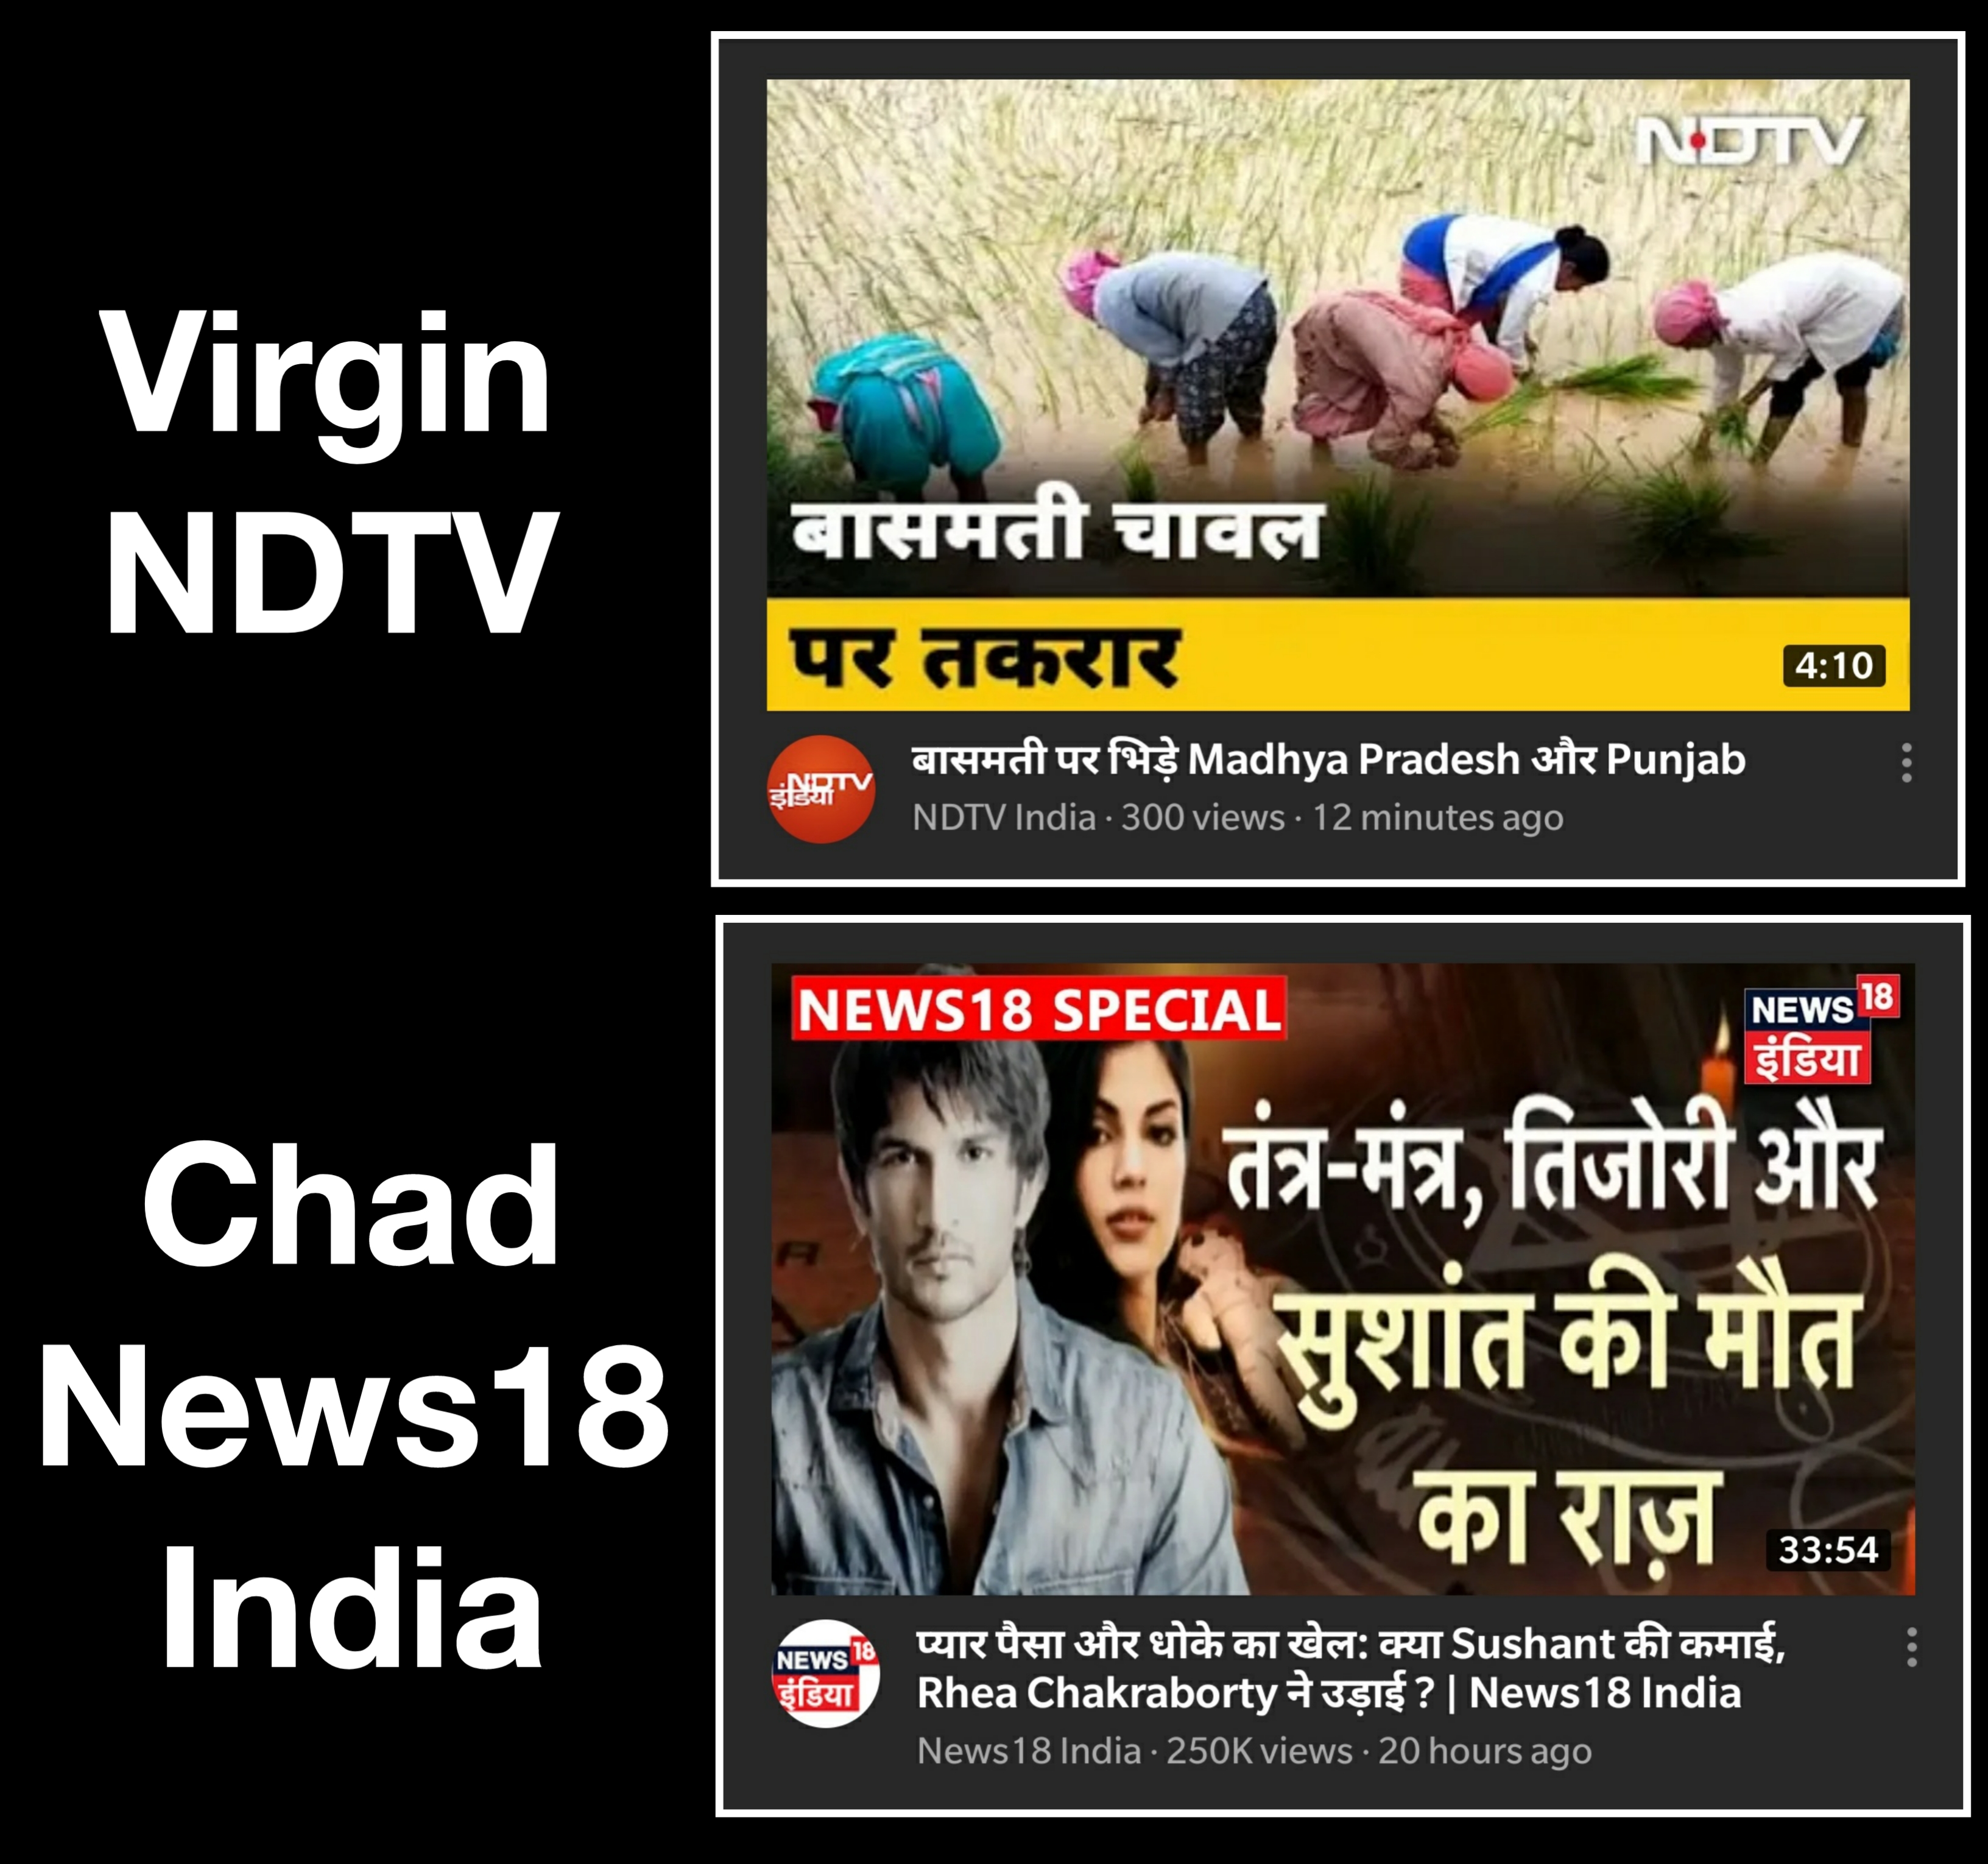 Virgin
NDTV
NDTV
बासमती चावल
पर तकरार
4:10
NDTV
इंडिया
बासमती पर भिड़े Madhya Pradesh और Punjab
NDTV India · 300 views · 12 minutes ago
Chad
News18
India
NEWS18 SPECIAL
NEWS 18
इंडिया
तंत्र-मंत्र, तिजोरी और
सुशांत की मौत
का राज़
33:54
NEWS 18
इंडिया
प्यार पैसा और धोके का खेल: क्या Sushant की कमाई,
Rhea Chakraborty ने उड़ाई ? | News18 India
News18 India · 250K views · 20 hours ago